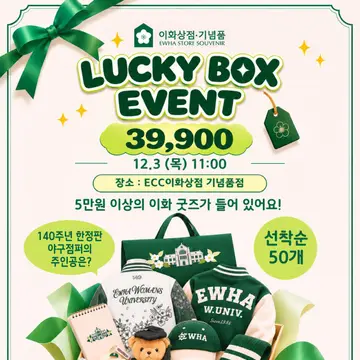 이화상점·기념품
EWHA STORE SOUVENIR
LUCKY BOX
EVENT
39,900
12.3 (목) 11:00
장소 : ECC이화상점 기념품점
5만원 이상의 이화 굿즈가 들어 있어요!
140주년 한정판
야구점퍼의
주인공은?
선착순
50개
EWHA WOMANS
UNIVERSITY
EWHA
W.UNIV.
EWHA